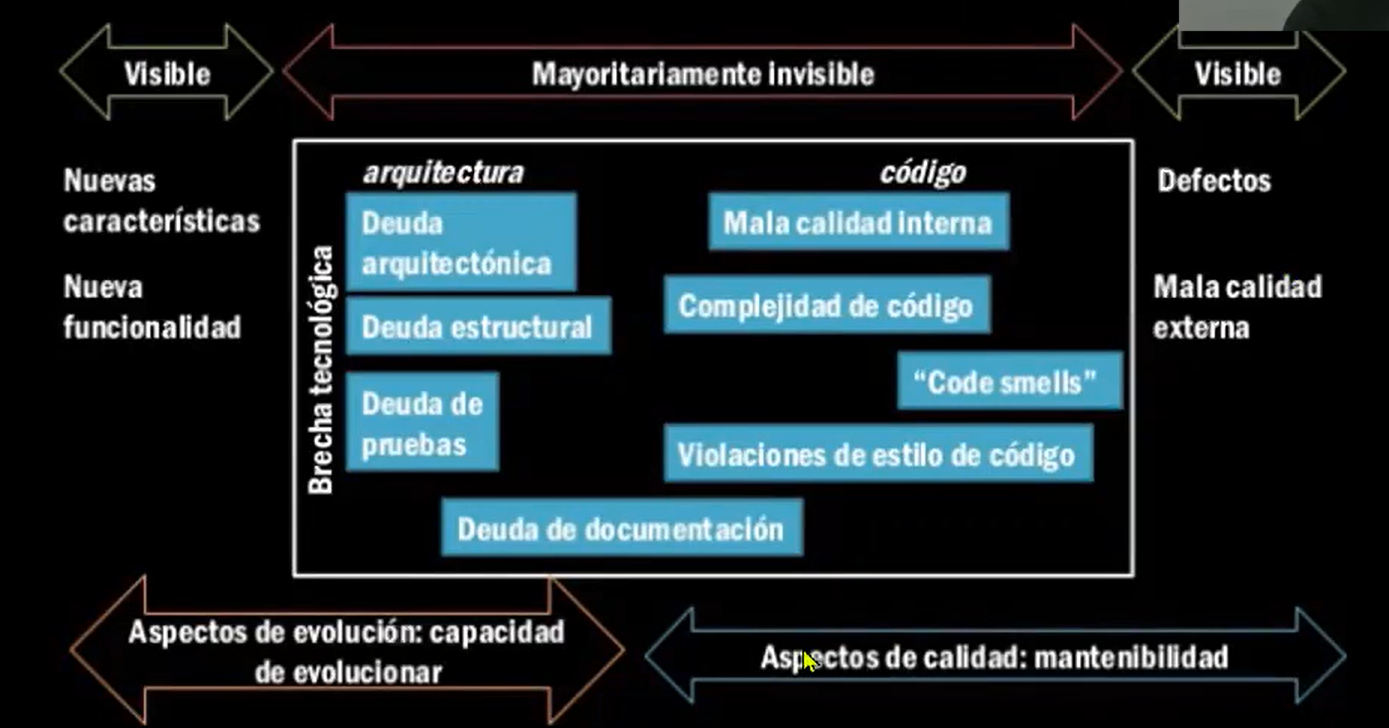 Visible
Mayoritariamente invisible
Visible
Nuevas
características
Nueva
funcionalidad
Brecha tecnológica
arquitectura
Deuda
arquitectónica
Deuda estructural
Deuda de
pruebas
Deuda de documentación
código
Mala calidad interna
Complejidad de código
“Code smells”
Violaciones de estilo de código
Defectos
Mala calidad
externa
Aspectos de evolución: capacidad
de evolucionar
Aspectos de calidad: mantenibilidad